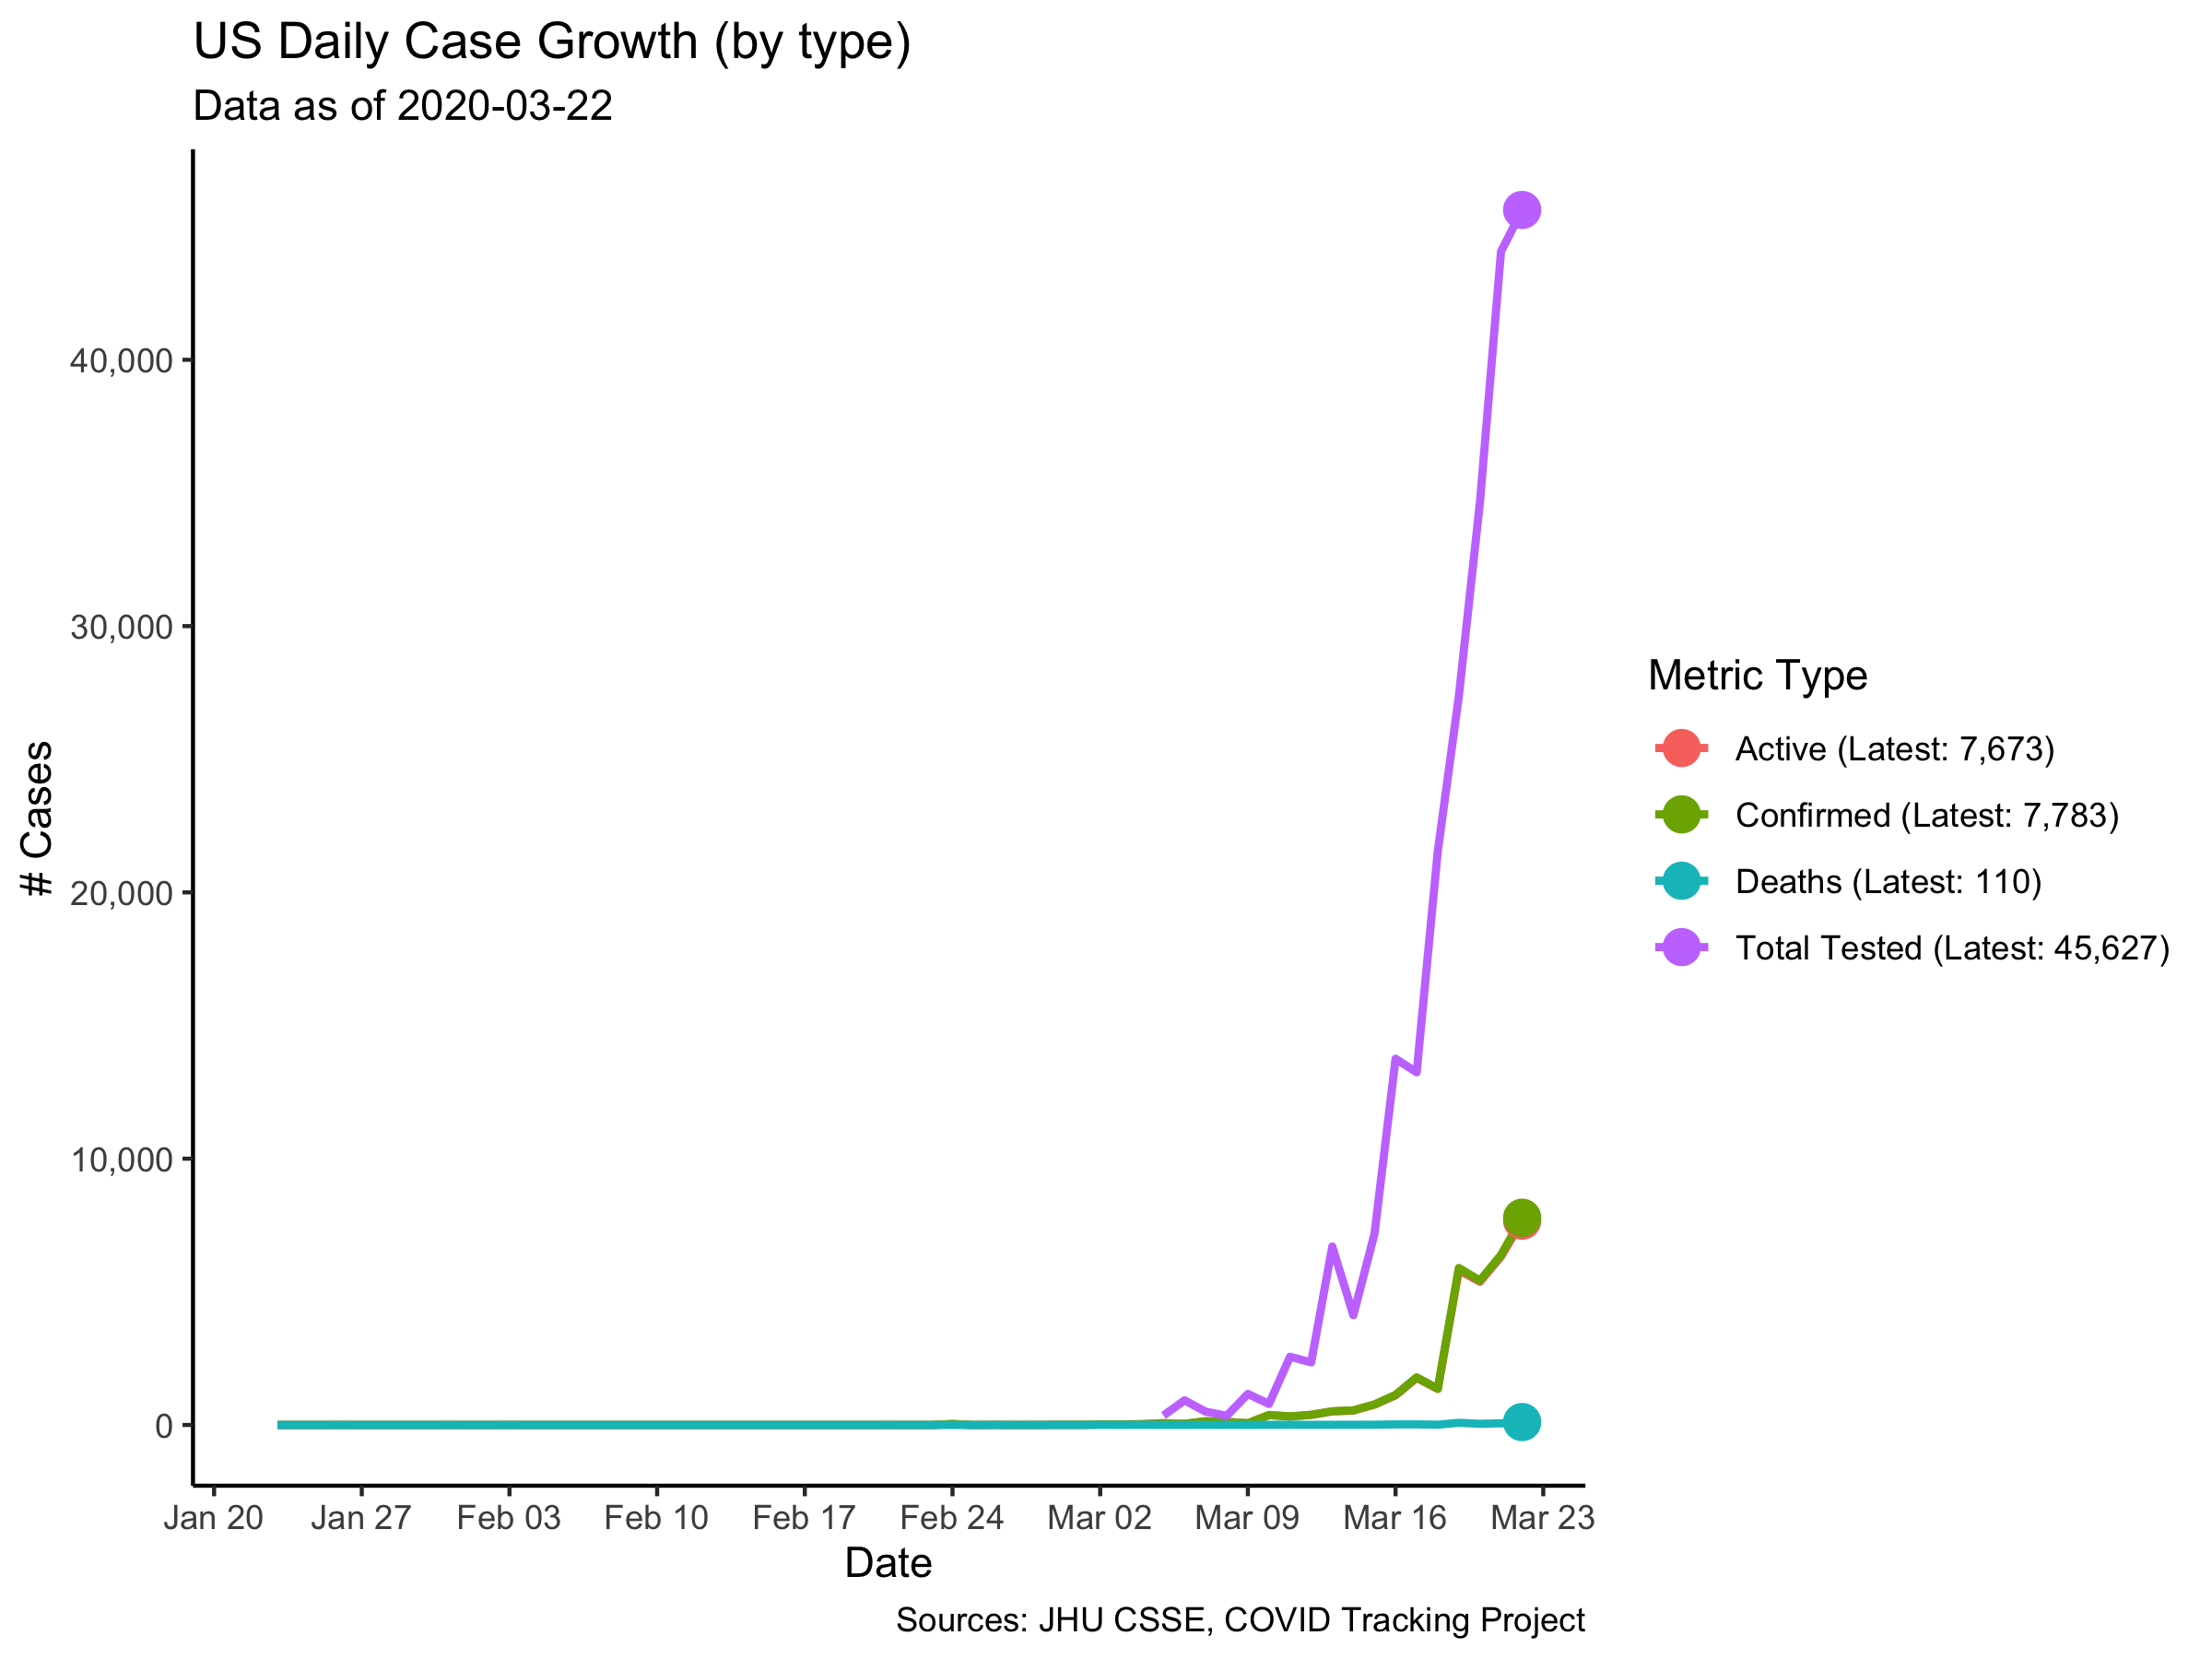 US Daily Case Growth (by type)
Data as of 2020-03-22
# Cases
40,000
30,000
20,000
10,000
0
Jan 20 Jan 27 Feb 03 Feb 10 Feb 17 Feb 24 Mar 02 Mar 09 Mar 16 Mar 23
Date
Sources: JHU CSSE, COVID Tracking Project
Metric Type
Active (Latest: 7,673)
Confirmed (Latest: 7,783)
Deaths (Latest: 110)
Total Tested (Latest: 45,627)